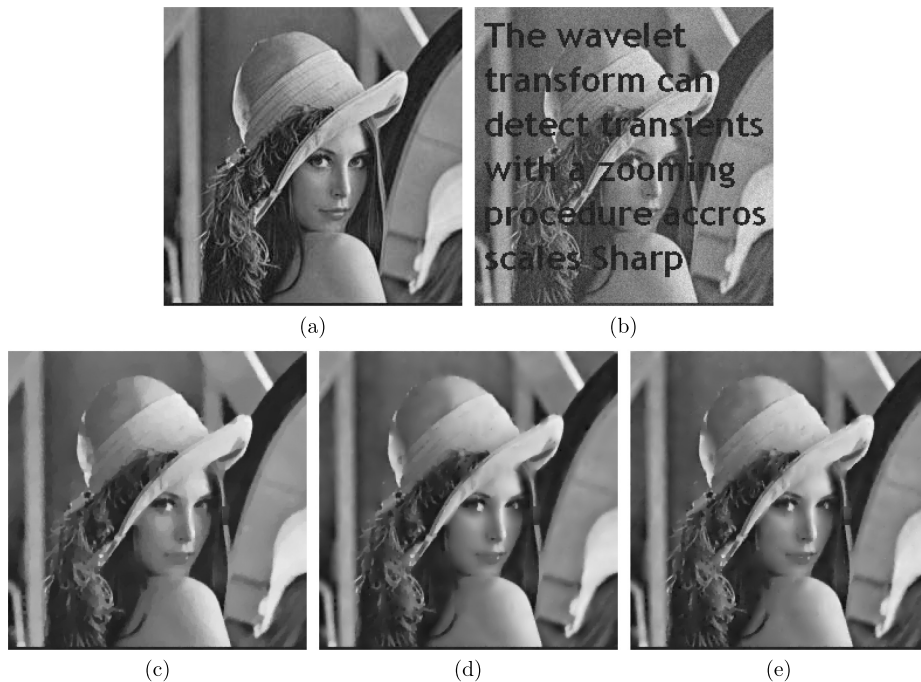 The wavelet
transform can
detect transients
with a zooming
procedure accros
scales Sharp
(a)
(b)
(c)
(d)
(e)